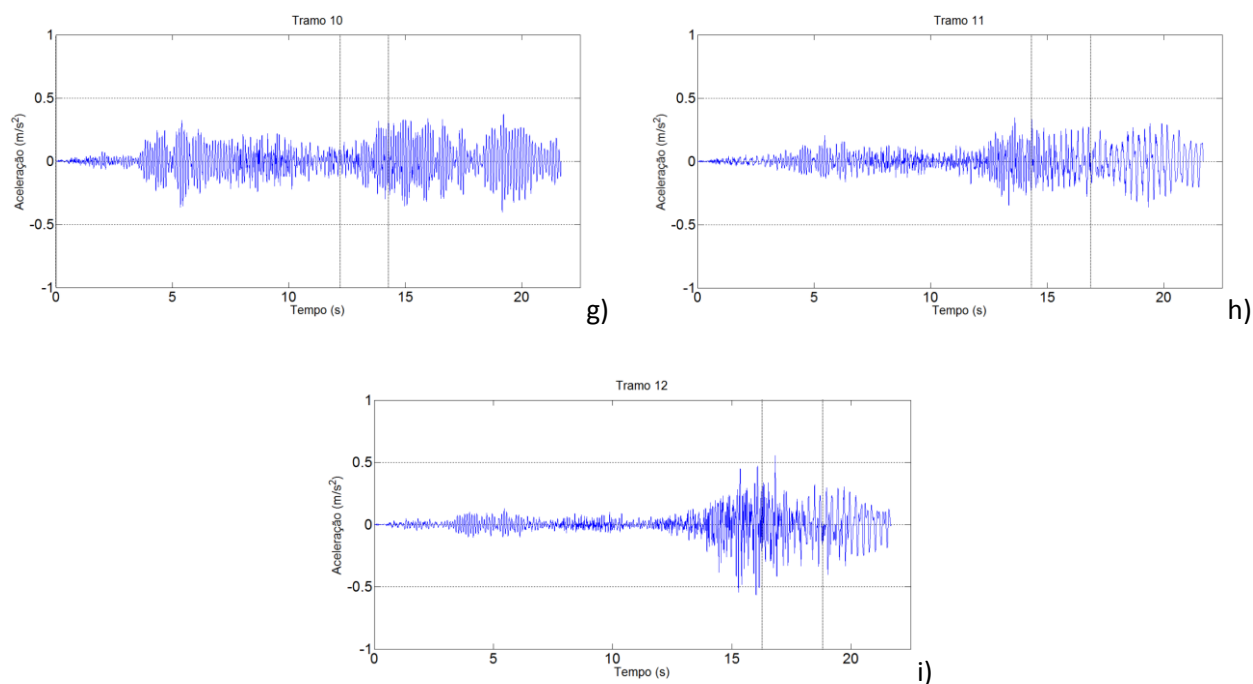 Tramo 10
1
0.5
0
-0.5
-1
0 5 10 15 20
Aceleração (m/s²)
Tempo (s)
g)
Tramo 11
1
0.5
0
-0.5
-1
0 5 10 15 20
Aceleração (m/s²)
Tempo (s)
h)
Tramo 12
1
0.5
0
-0.5
-1
0 5 10 15 20
Aceleração (m/s²)
Tempo (s)
i)